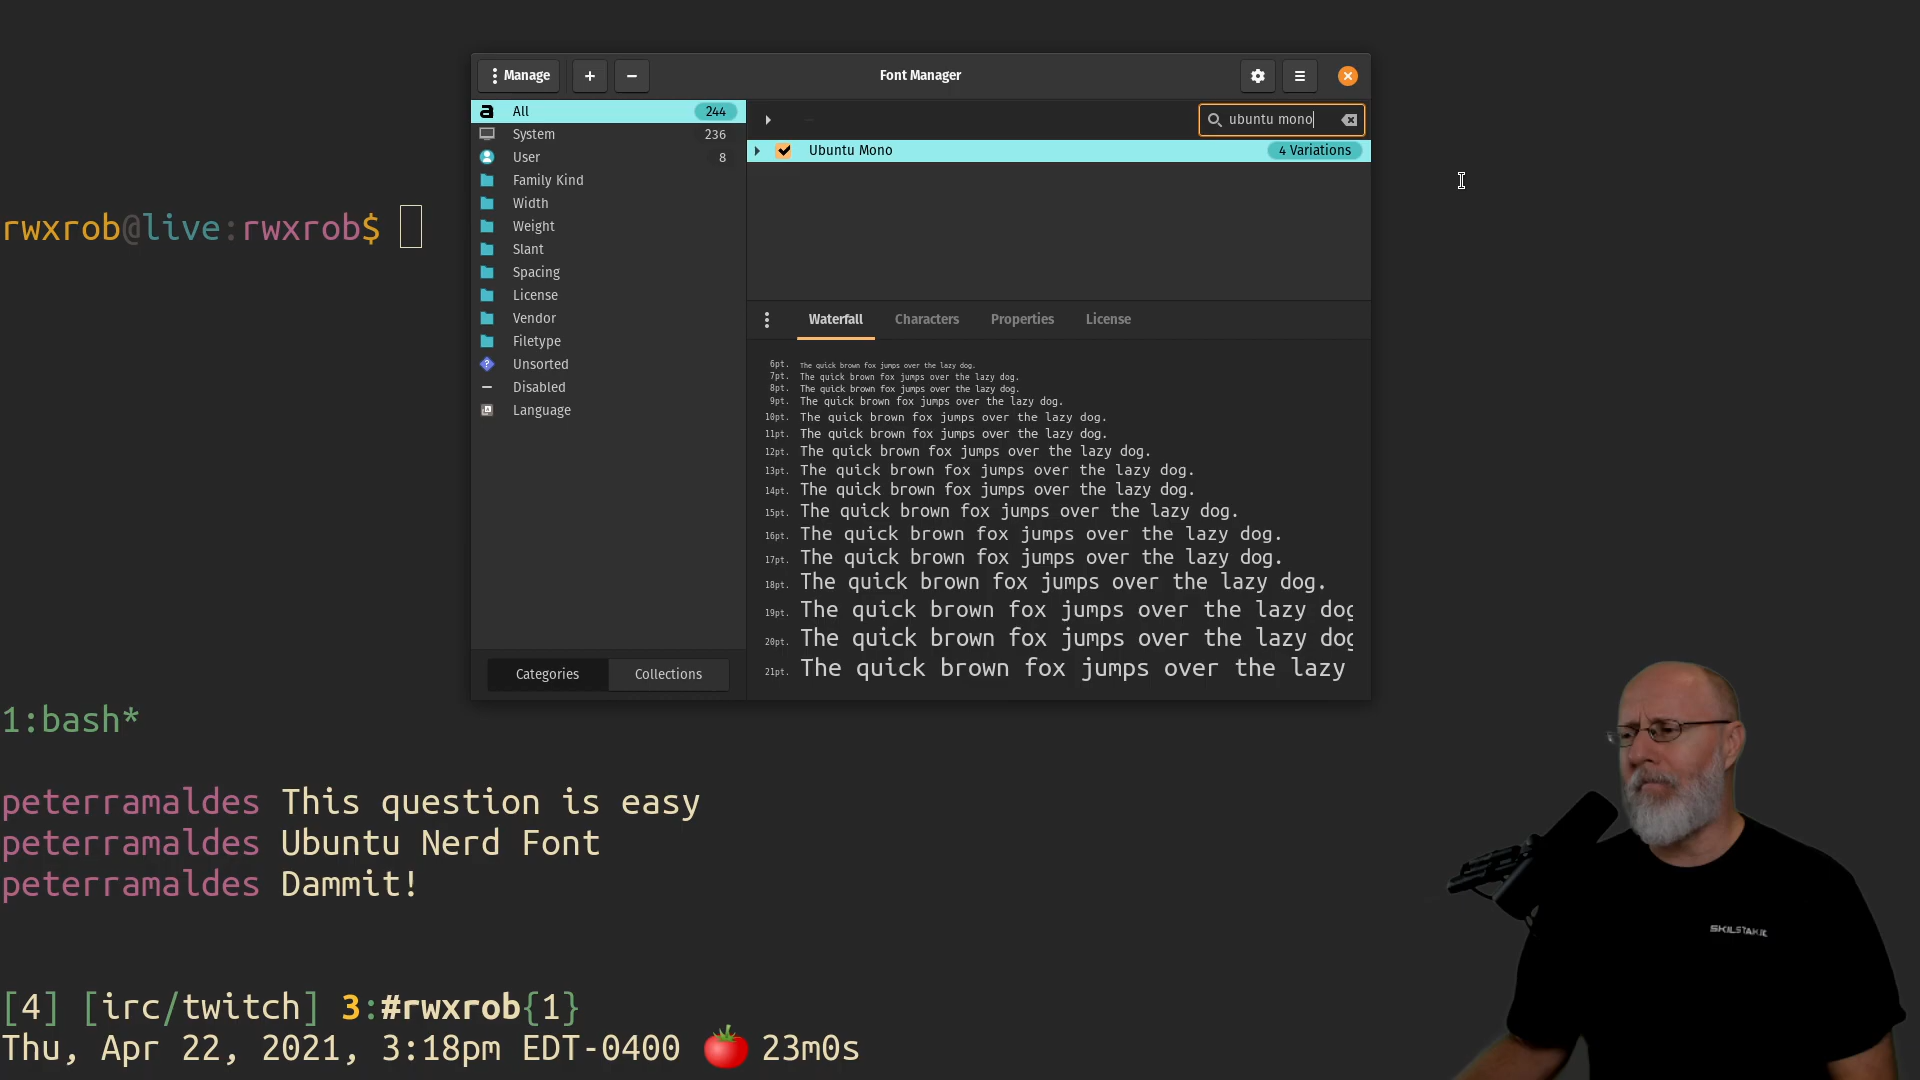 Manage + − Font Manager
All 244
System 236
User 8
Family Kind
Width
Weight
Slant
Spacing
License
Vendor
Filetype
Unsorted
Disabled
Language
Categories Collections
ubuntu mono
Ubuntu Mono 4 Variations
Waterfall Characters Properties License
6pt. The quick brown fox jumps over the lazy dog.
7pt. The quick brown fox jumps over the lazy dog.
8pt. The quick brown fox jumps over the lazy dog.
9pt. The quick brown fox jumps over the lazy dog.
10pt. The quick brown fox jumps over the lazy dog.
11pt. The quick brown fox jumps over the lazy dog.
12pt. The quick brown fox jumps over the lazy dog.
13pt. The quick brown fox jumps over the lazy dog.
14pt. The quick brown fox jumps over the lazy dog.
15pt. The quick brown fox jumps over the lazy dog.
16pt. The quick brown fox jumps over the lazy dog.
17pt. The quick brown fox jumps over the lazy dog.
18pt. The quick brown fox jumps over the lazy dog.
19pt. The quick brown fox jumps over the lazy dog
20pt. The quick brown fox jumps over the lazy dog
21pt. The quick brown fox jumps over the lazy
rwxrob@live:rwxrob$
1:bash*
peterramaldes This question is easy
peterramaldes Ubuntu Nerd Font
peterramaldes Dammit!
[4] [irc/twitch] 3:#rwxrob{1}
Thu, Apr 22, 2021, 3:18pm EDT-0400 🍅 23m0s